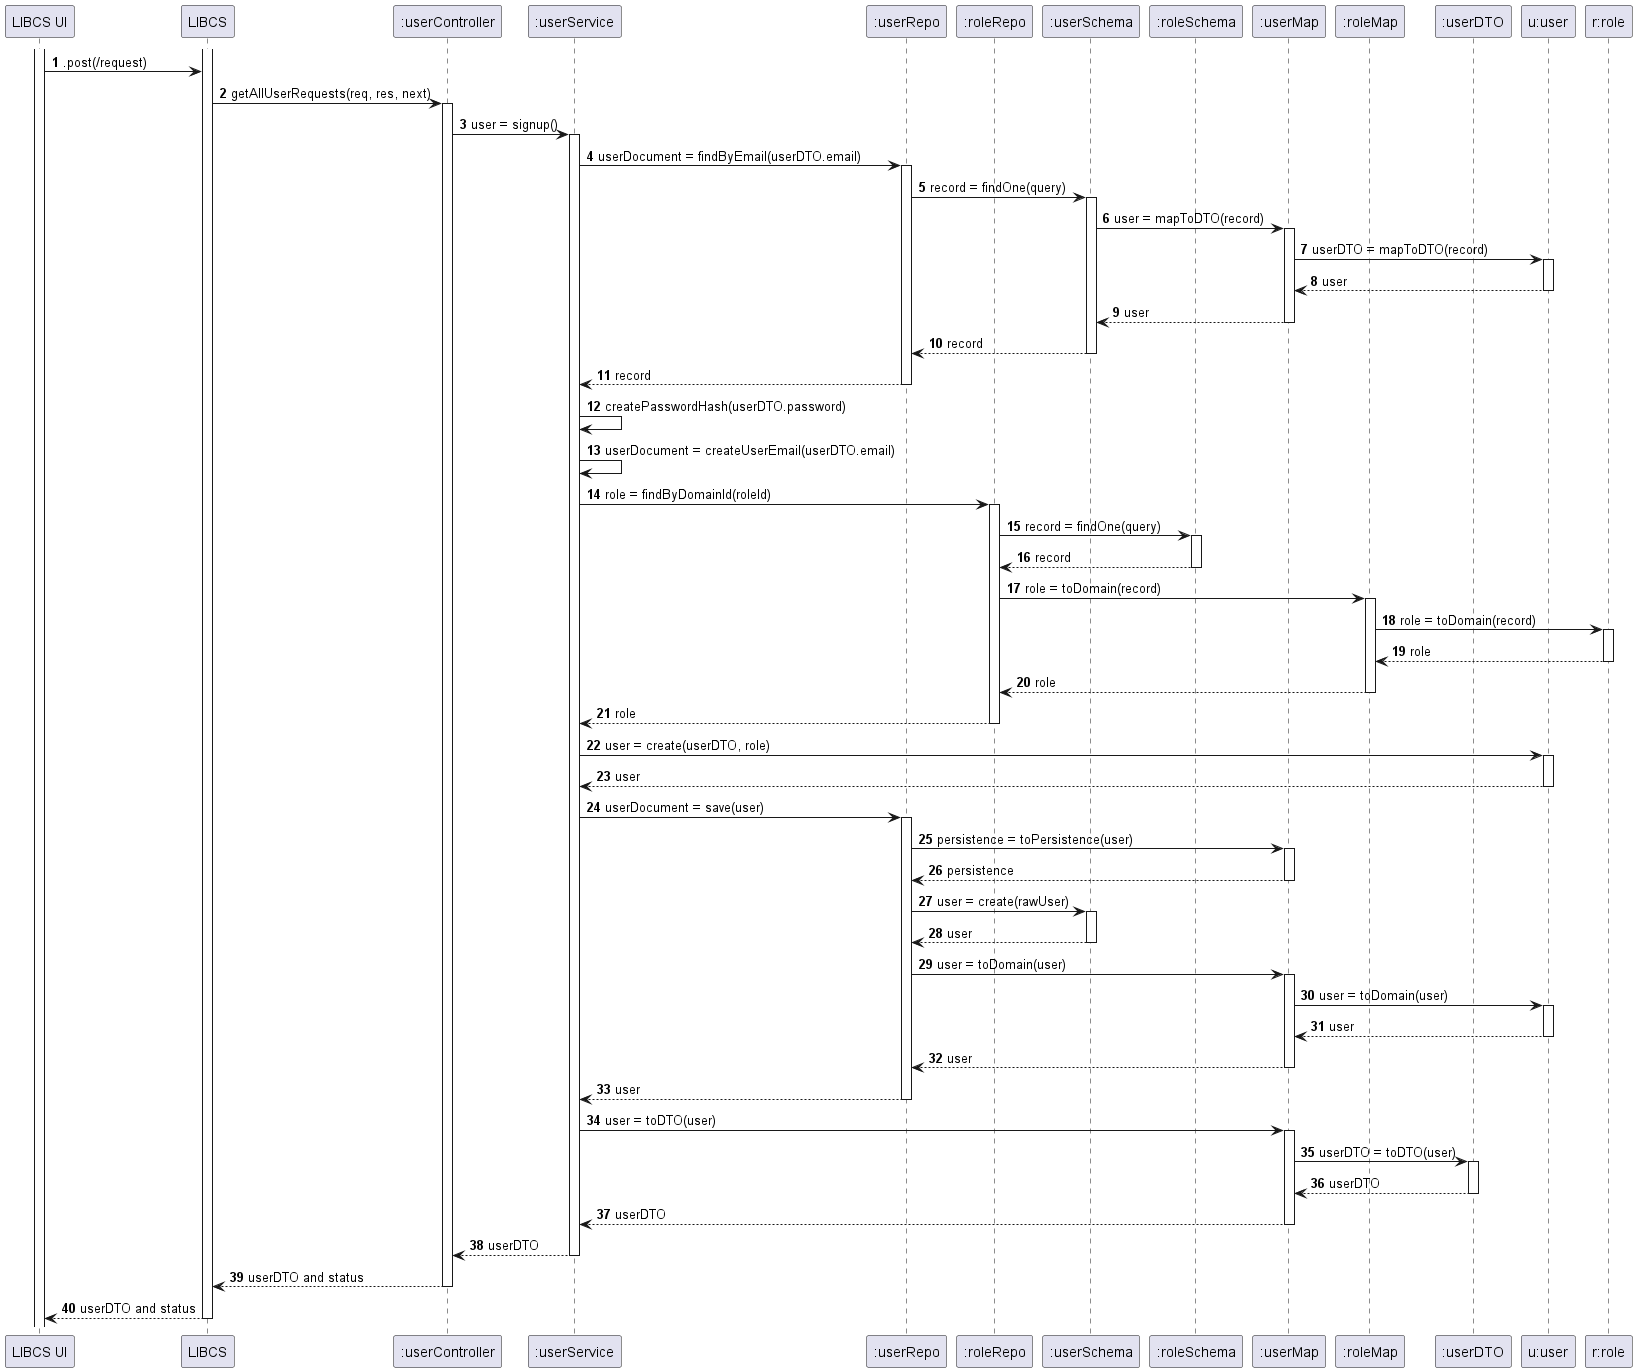 LIBCS UI LIBCS :userController :userService :userRepo :roleRepo :userSchema :roleSchema :userMap :roleMap :userDTO u:user r:role
1 .post(/request)
2 getAllUserRequests(req, res, next)
3 user = signup()
4 userDocument = findByEmail(userDTO.email)
5 record = findOne(query)
6 user = mapToDTO(record)
7 userDTO = mapToDTO(record)
8 user
9 user
10 record
11 record
12 createPasswordHash(userDTO.password)
13 userDocument = createUserEmail(userDTO.email)
14 role = findByDomainId(roleId)
15 record = findOne(query)
16 record
17 role = toDomain(record)
18 role = toDomain(record)
19 role
20 role
21 role
22 user = create(userDTO, role)
23 user
24 userDocument = save(user)
25 persistence = toPersistence(user)
26 persistence
27 user = create(rawUser)
28 user
29 user = toDomain(user)
30 user = toDomain(user)
31 user
32 user
33 user
34 user = toDTO(user)
35 userDTO = toDTO(user)
36 userDTO
37 userDTO
38 userDTO
39 userDTO and status
40 userDTO and status
LIBCS UI LIBCS :userController :userService :userRepo :roleRepo :userSchema :roleSchema :userMap :roleMap :userDTO u:user r:role